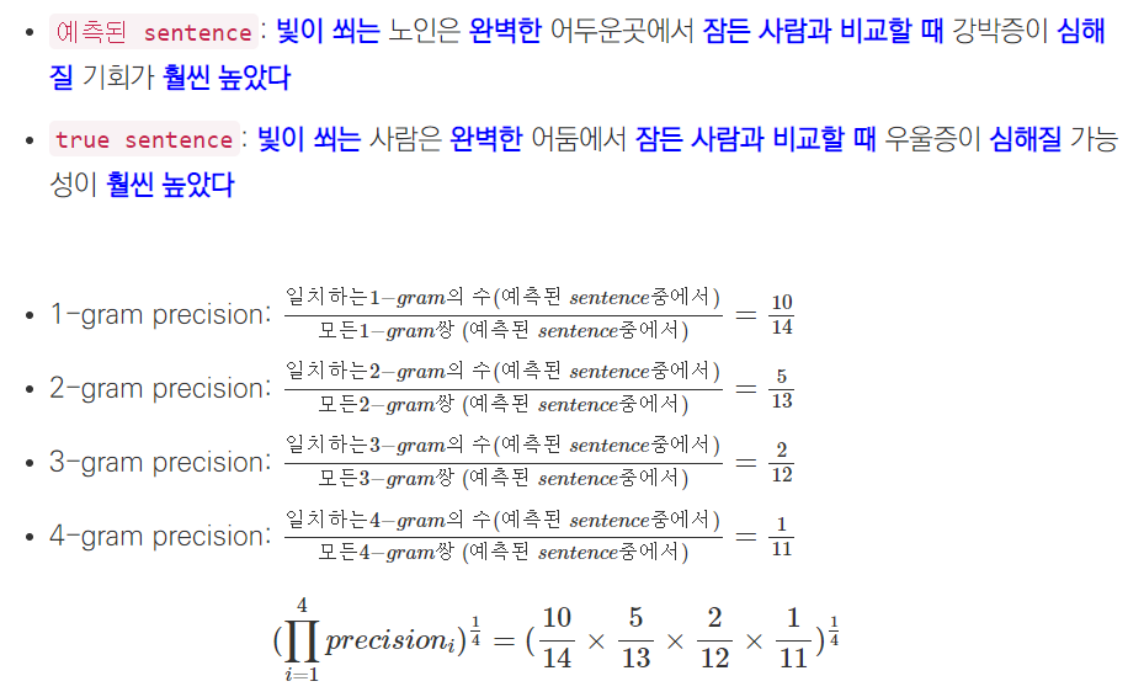 • 예측된 sentence: 빛이 쐬는 노인은 완벽한 어두운곳에서 잠든 사람과 비교할 때 강박증이 심해
질 기회가 훨씬 높았다
• true sentence: 빛이 쐬는 사람은 완벽한 어둠에서 잠든 사람과 비교할 때 우울증이 심해질 가능
성이 훨씬 높았다
• 1-gram precision: 일치하는1-gram의 수(예측된 sentence중에서) / 모든1-gram쌍 (예측된 sentence중에서) = 10/14
• 2-gram precision: 일치하는2-gram의 수(예측된 sentence중에서) / 모든2-gram쌍 (예측된 sentence중에서) = 5/13
• 3-gram precision: 일치하는3-gram의 수(예측된 sentence중에서) / 모든3-gram쌍 (예측된 sentence중에서) = 2/12
• 4-gram precision: 일치하는4-gram의 수(예측된 sentence중에서) / 모든4-gram쌍 (예측된 sentence중에서) = 1/11
(∏_{i=1}^{4} precision_i)^{1/4} = (10/14 × 5/13 × 2/12 × 1/11)^{1/4}